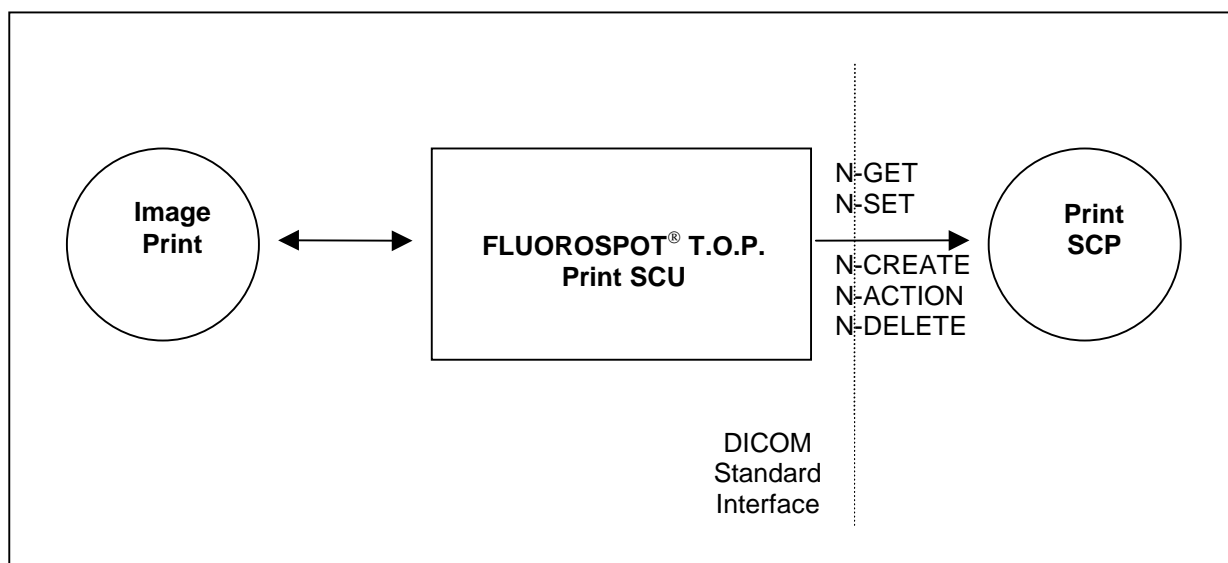 Image
Print
FLUOROSPOT® T.O.P.
Print SCU
N-GET
N-SET
N-CREATE
N-ACTION
N-DELETE
Print
SCP
DICOM
Standard
Interface